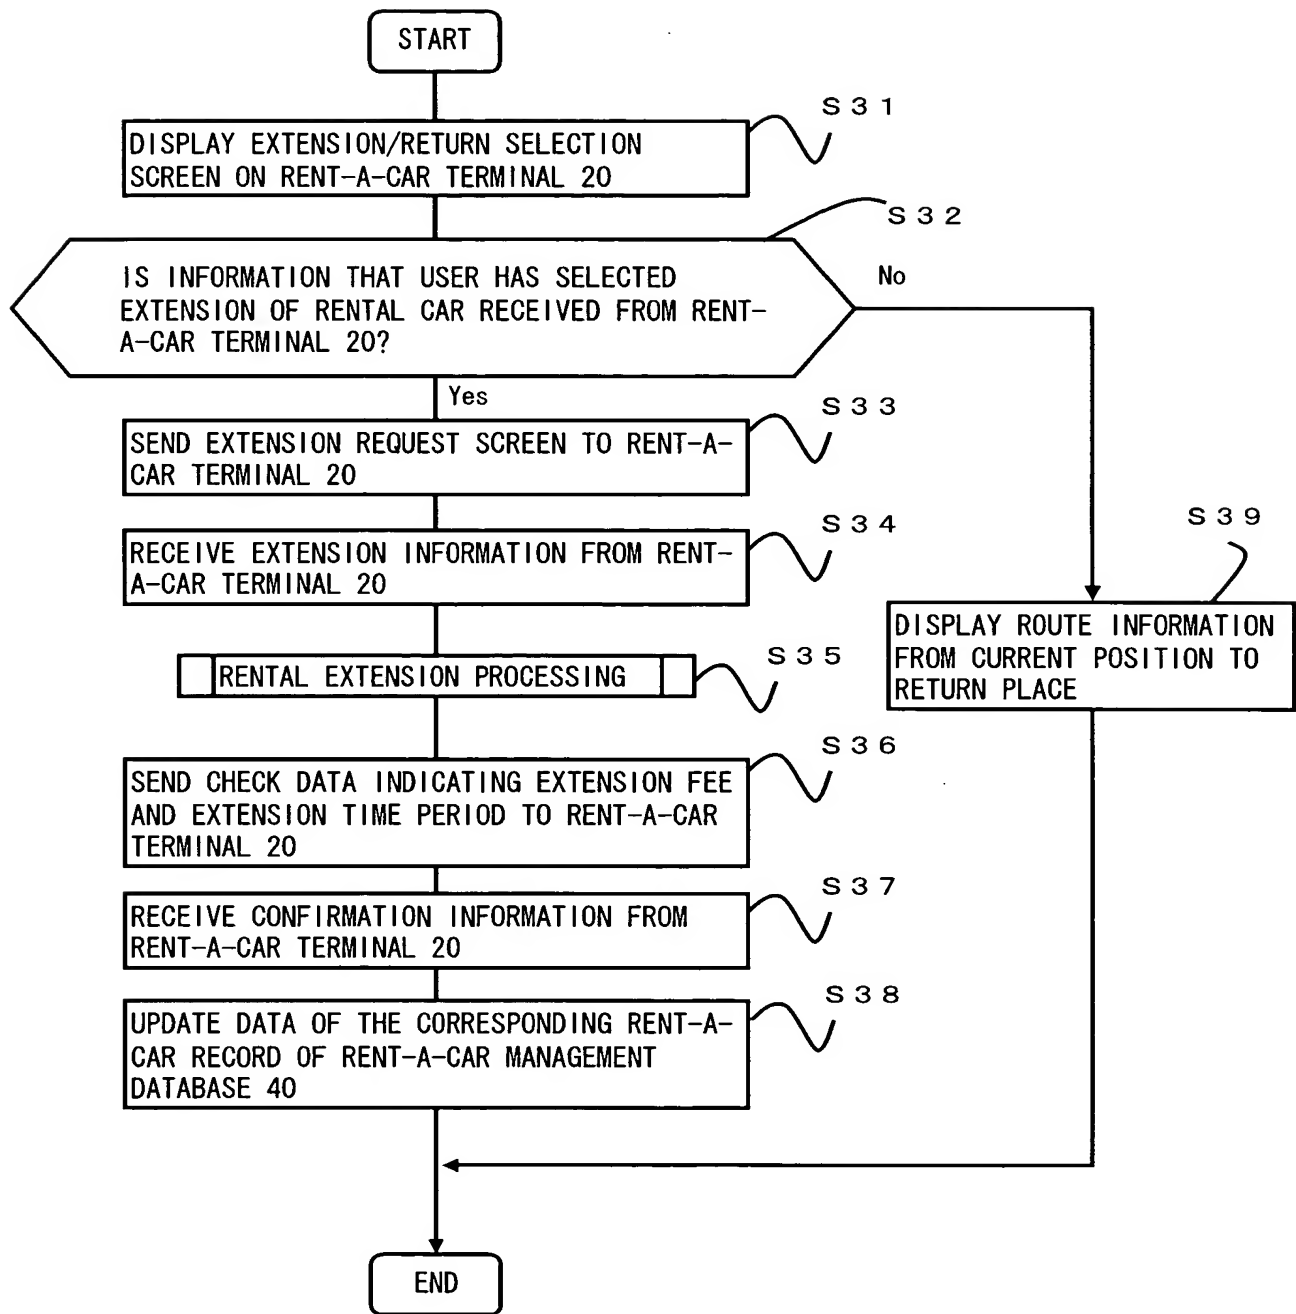 START
S31
DISPLAY EXTENSION/RETURN SELECTION
SCREEN ON RENT-A-CAR TERMINAL 20
S32
IS INFORMATION THAT USER HAS SELECTED
EXTENSION OF RENTAL CAR RECEIVED FROM RENT-
A-CAR TERMINAL 20?
No
Yes
S33
SEND EXTENSION REQUEST SCREEN TO RENT-A-
CAR TERMINAL 20
S34
RECEIVE EXTENSION INFORMATION FROM RENT-
A-CAR TERMINAL 20
S39
DISPLAY ROUTE INFORMATION
FROM CURRENT POSITION TO
RETURN PLACE
S35
RENTAL EXTENSION PROCESSING
S36
SEND CHECK DATA INDICATING EXTENSION FEE
AND EXTENSION TIME PERIOD TO RENT-A-CAR
TERMINAL 20
S37
RECEIVE CONFIRMATION INFORMATION FROM
RENT-A-CAR TERMINAL 20
S38
UPDATE DATA OF THE CORRESPONDING RENT-A-
CAR RECORD OF RENT-A-CAR MANAGEMENT
DATABASE 40
END